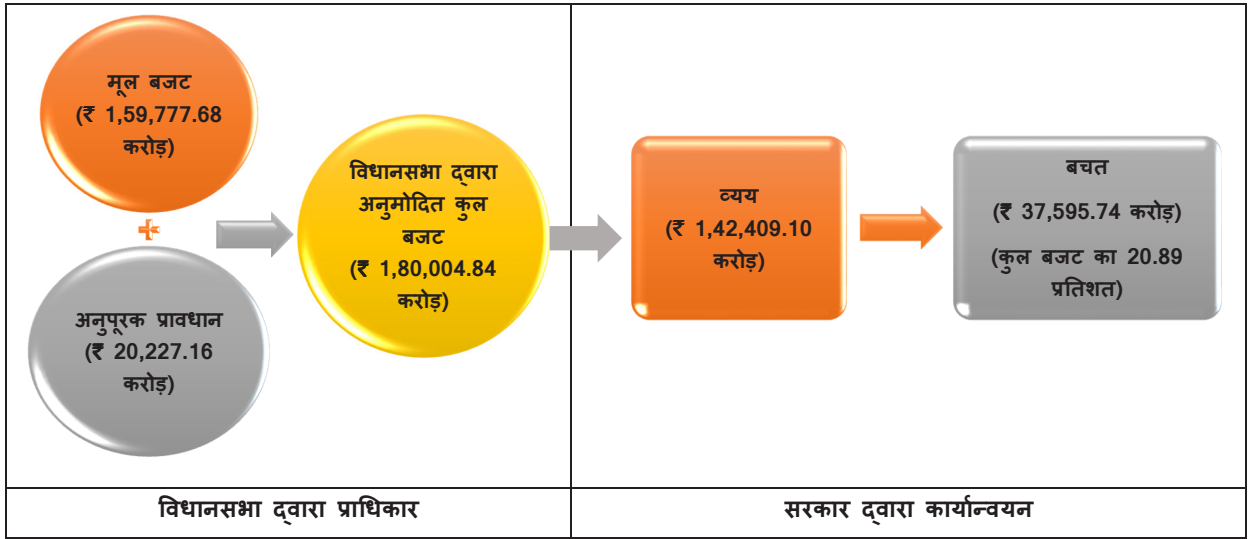 मूल बजट
(₹ 1,59,777.68
करोड़)
अनुपूरक प्रावधान
(₹ 20,227.16
करोड़)
विधानसभा द्वारा
अनुमोदित कुल
बजट
(₹ 1,80,004.84
करोड़)
व्यय
(₹ 1,42,409.10
करोड़)
बचत
(₹ 37,595.74 करोड़)
(कुल बजट का 20.89
प्रतिशत)
विधानसभा द्वारा प्राधिकार
सरकार द्वारा कार्यान्वयन